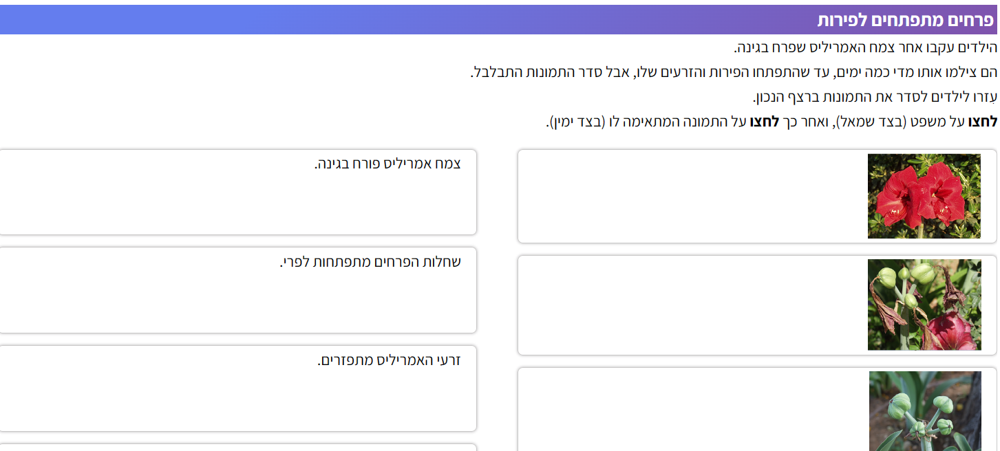 פרחים מתפתחים לפירות
הילדים עקבו אחר צמח האמריליס שפרח בגינה.
הם צילמו אותו מדי כמה ימים, עד שהתפתחו הפירות והזרעים שלו, אבל סדר התמונות התבלבל.
עִזרו לילדים לסדר את התמונות ברצף הנכון.
לחצו על משפט (בצד שמאל), ואחר כך לחצו על התמונה המתאימה לו (בצד ימין).
צמח אמריליס פורח בגינה.
שחלות הפרחים מתפתחות לפרי.
זרעי האמריליס מתפזרים.